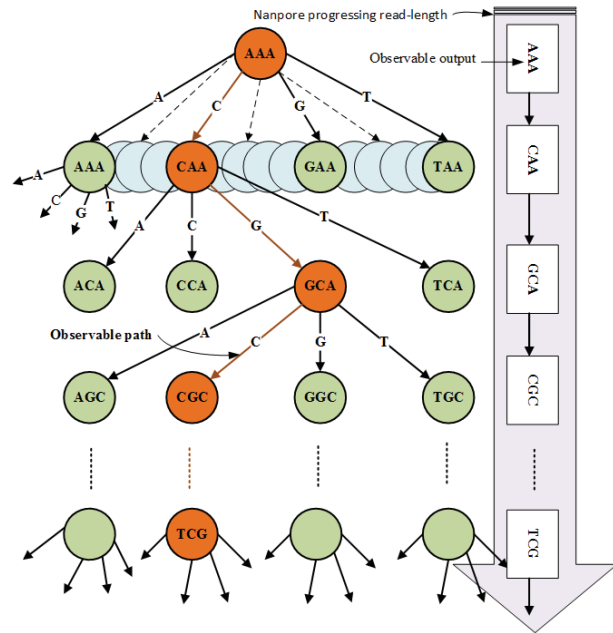 Nanpore progressing read-length
Observable output
AAA
AAA
A
C
G
T
AAA
CAA
GAA
TAA
CAA
A
C
G
T
A
C
G
T
ACA
CCA
GCA
TCA
GCA
Observable path
A
C
G
T
AGC
CGC
GGC
TGC
CGC
TCG
TCG